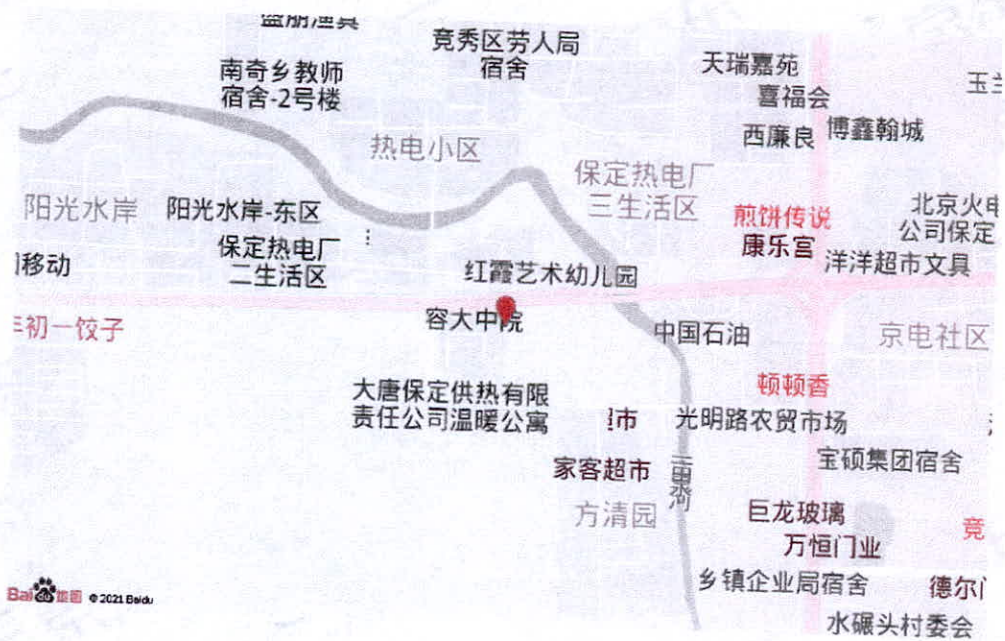 竞秀区劳人局
宿舍
天瑞嘉苑
喜福会
南奇乡教师
宿舍-2号楼
西廉良
博鑫翰城
热电小区
保定热电厂
三生活区
阳光水岸
阳光水岸-东区
煎饼传说
康乐宫
北京火电
公司保定
保定热电厂
二生活区
移动
红霞艺术幼儿园
洋洋超市文具
初一饺子
容大中院
中国石油
京电社区
大唐保定供热有限
责任公司温暖公寓
顿顿香
市
光明路农贸市场
家客超市
宝硕集团宿舍
方清园
巨龙玻璃
万恒门业
竞
乡镇企业局宿舍
德尔
水碾头村委会
Bai地图 © 2021 Baidu